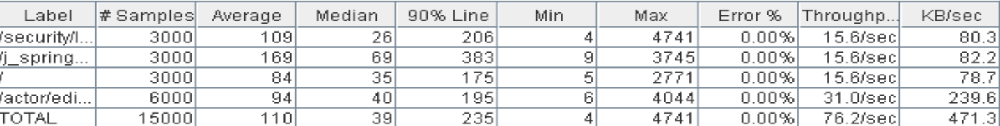 Label # Samples Average Median 90% Line Min Max Error % Throughp... KB/sec
/security/l... 3000 109 26 206 4 4741 0.00% 15.6/sec 80.3
/j_spring... 3000 169 69 383 9 3745 0.00% 15.6/sec 82.2
/ 3000 84 35 175 5 2771 0.00% 15.6/sec 78.7
/actor/edi... 6000 94 40 195 6 4044 0.00% 31.0/sec 239.6
TOTAL 15000 110 39 235 4 4741 0.00% 76.2/sec 471.3